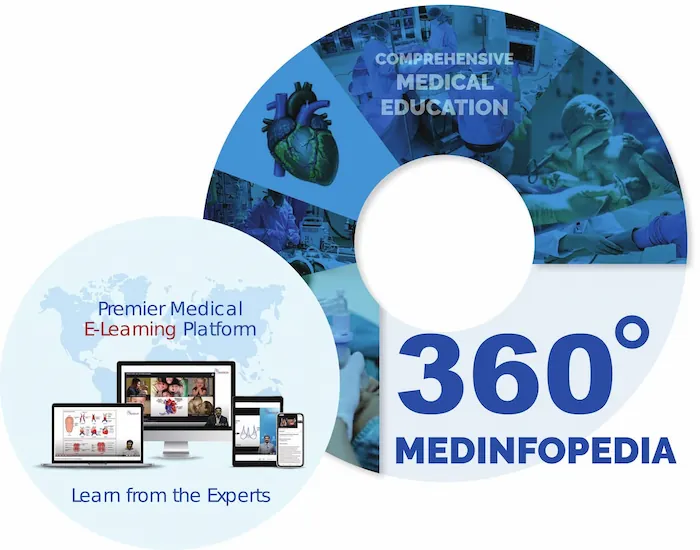 COMPREHENSIVE
MEDICAL
EDUCATION
Premier Medical
E-Learning Platform
Learn from the Experts
360°
MEDINFOPEDIA